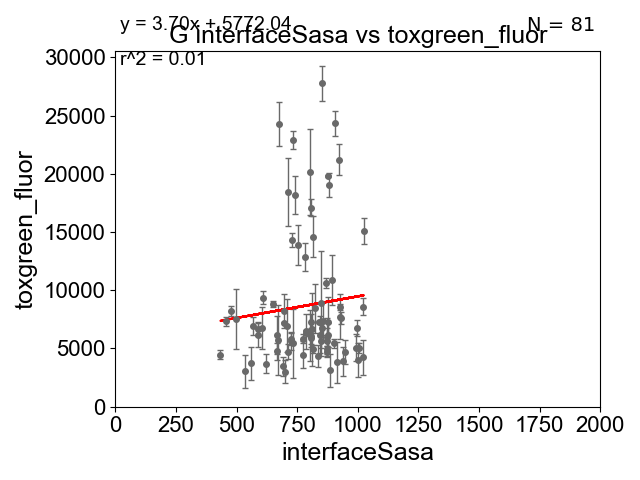 y = 3.70x + 5772.04
N = 81
G interfaceSasa vs toxgreen_fluor
r^2 = 0.01
30000
25000
20000
15000
10000
5000
0
toxgreen_fluor
0 250 500 750 1000 1250 1500 1750 2000
interfaceSasa